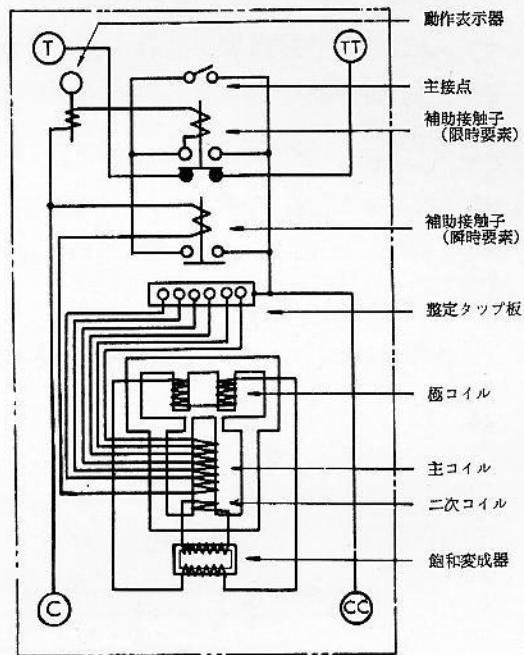 動作表示器
T
TT
主接点
補助接触子
(限時要素)
補助接触子
(瞬時要素)
整定タップ板
極コイル
主コイル
二次コイル
飽和変成器
C
CC